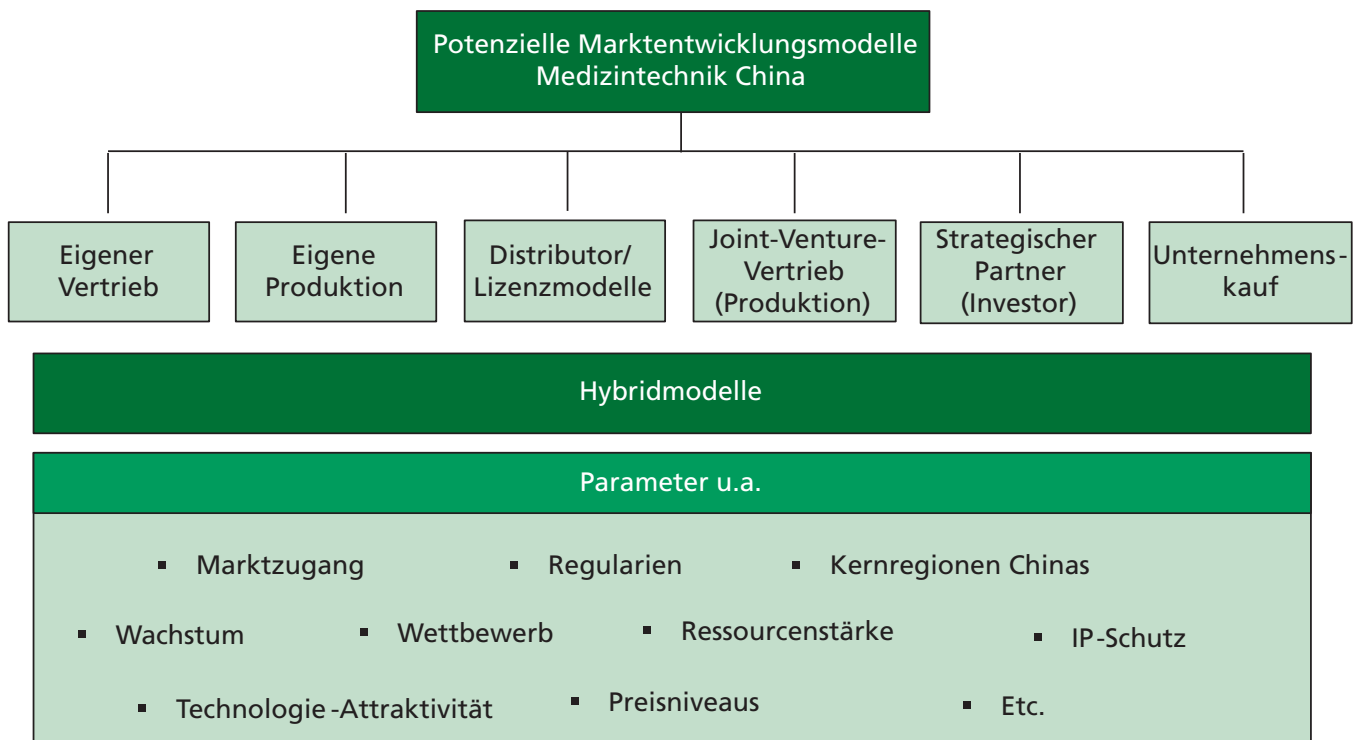 Potenzielle Marktentwicklungsmodelle
Medizintechnik China
Eigener
Vertrieb
Eigene
Produktion
Distributor/
Lizenzmodelle
Joint-Venture-
Vertrieb
(Produktion)
Strategischer
Partner
(Investor)
Unternehmens-
kauf
Hybridmodelle
Parameter u.a.
▪ Marktzugang ▪ Regularien ▪ Kernregionen Chinas
▪ Wachstum ▪ Wettbewerb ▪ Ressourcenstärke ▪ IP-Schutz
▪ Technologie-Attraktivität ▪ Preisniveaus ▪ Etc.